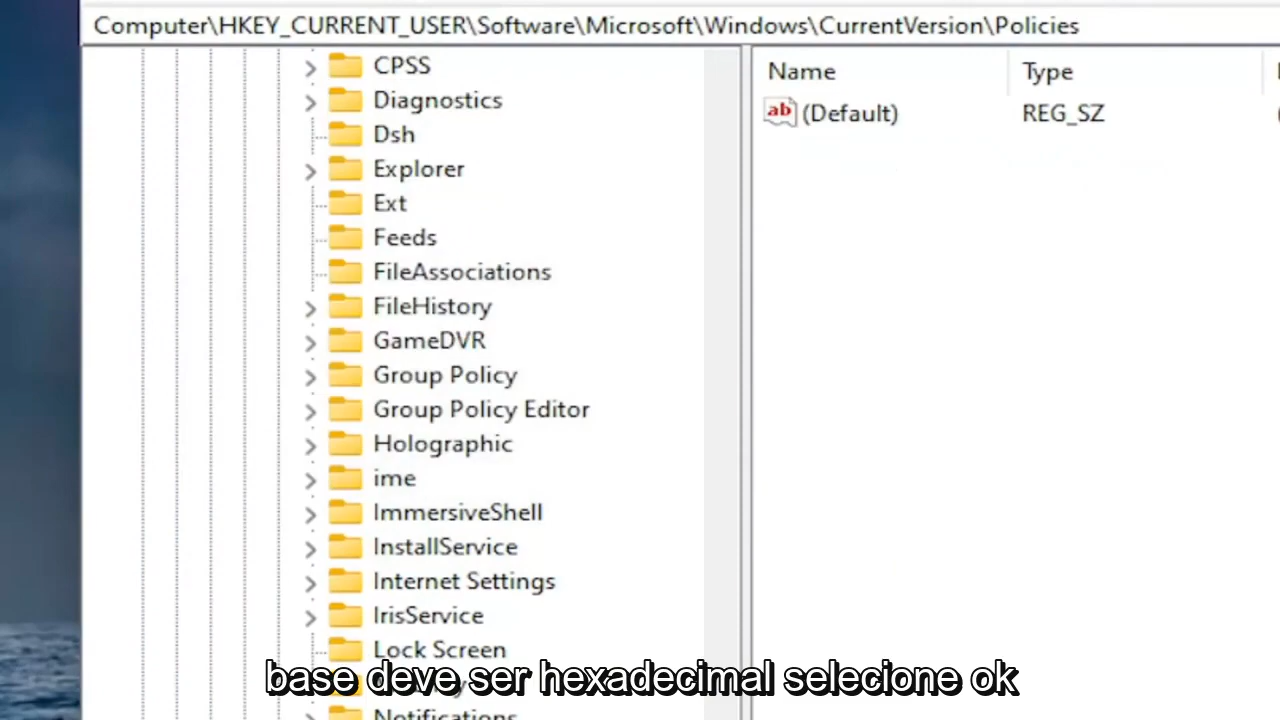 Computer\HKEY_CURRENT_USER\Software\Microsoft\Windows\CurrentVersion\Policies
CPSS
Diagnostics
Dsh
Explorer
Ext
Feeds
FileAssociations
FileHistory
GameDVR
Group Policy
Group Policy Editor
Holographic
ime
ImmersiveShell
InstallService
Internet Settings
IrisService
Lock Screen
Notifications
Name Type
(Default) REG_SZ
base deve ser hexadecimal selecione ok